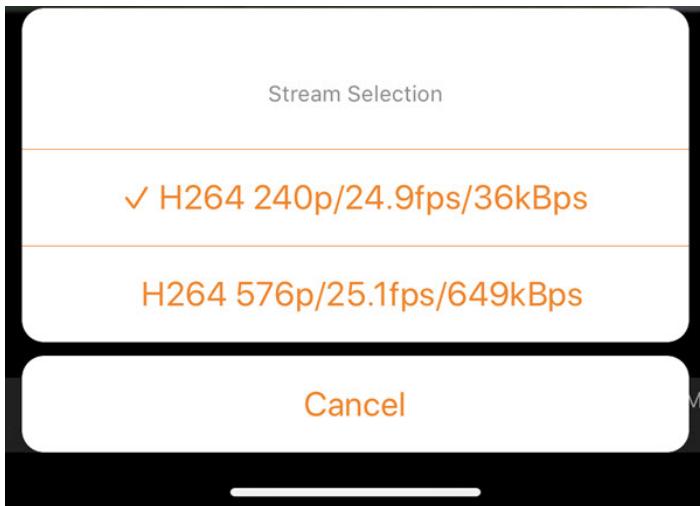 Stream Selection
✓ H264 240p/24.9fps/36kBps
H264 576p/25.1fps/649kBps
Cancel